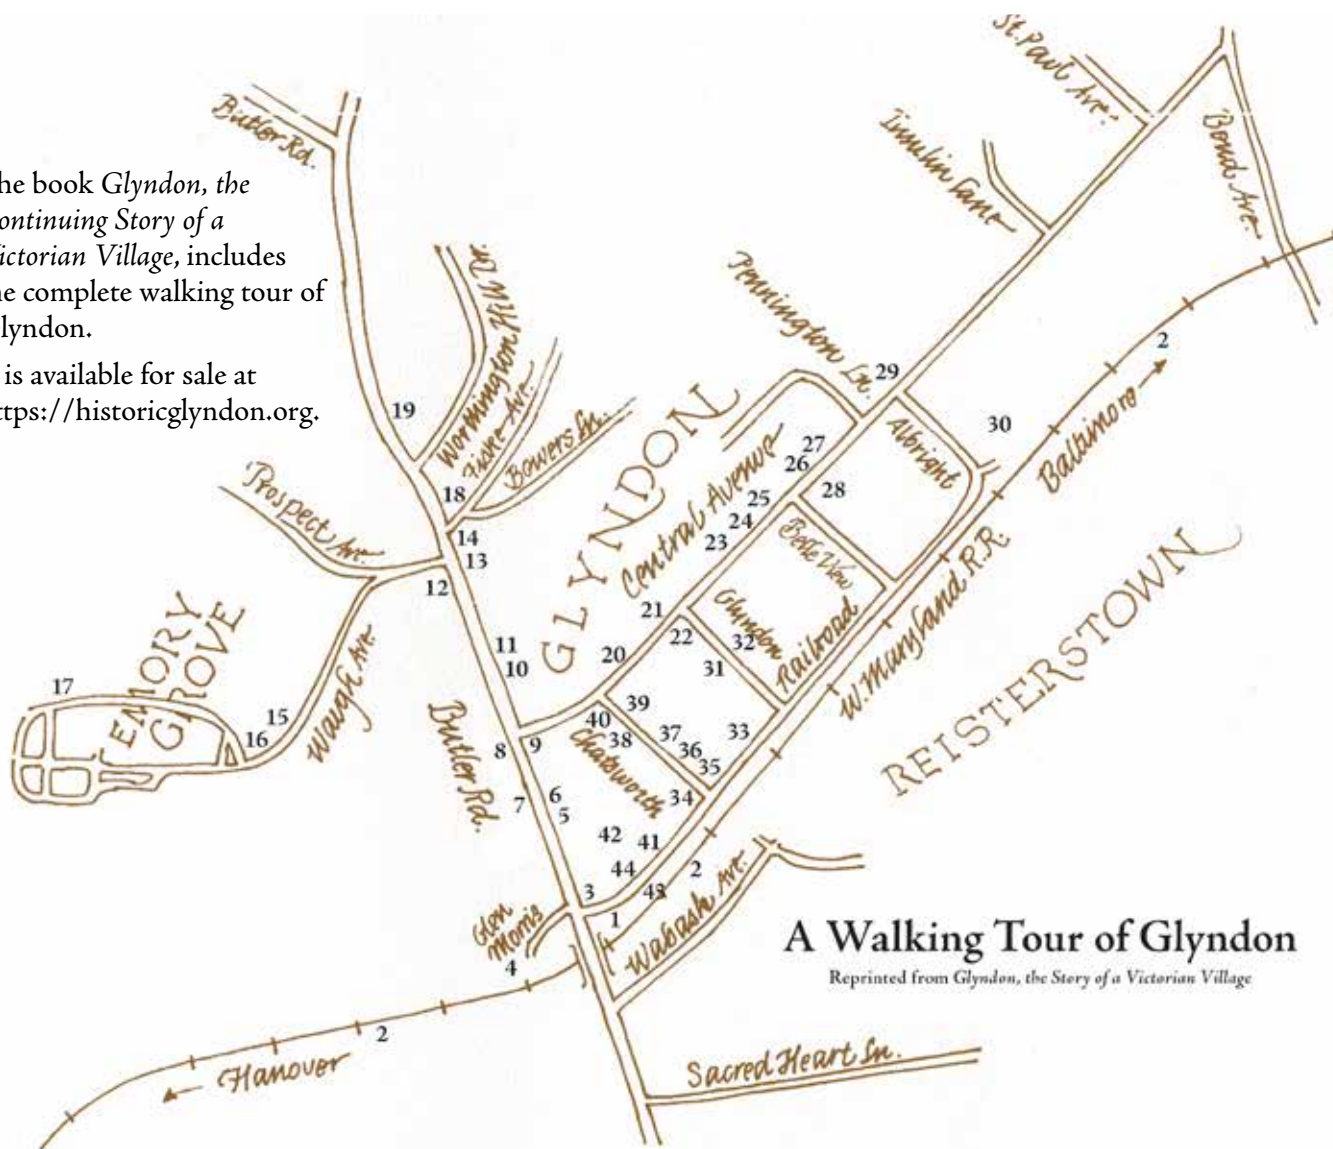 St. Paul Ave.
Butler Rd.
Insulin Lane
Bond Ave.
he book Glyndon, the
ontinuing Story of a
ictorian Village, includes
he complete walking tour of
lyndon.
is available for sale at
ttps://historicglyndon.org.
Pennington Ln.
Worthington Hill Dr.
Fiske Ave.
Bowers Ln.
19
18
14
13
12
Prospect Ave.
GLYNDON
Central Avenue
29
2
Baltimore
30
Albright
27
26
28
25
24
23
Belle View
21
22
Glyndon
32
31
Railroad
W. Maryland R.R.
REISTERSTOWN
EMORY
GROVE
17
15
16
Waugh Ave.
11
10
20
Butler Rd.
8
9
7
6
5
39
40
38
37
36
35
33
34
Chatsworth
42
41
44
43
2
3
1
Wabash Ave.
Glen
Morris
4
2
Hanover
A Walking Tour of Glyndon
Reprinted from Glyndon, the Story of a Victorian Village
Sacred Heart Ln.